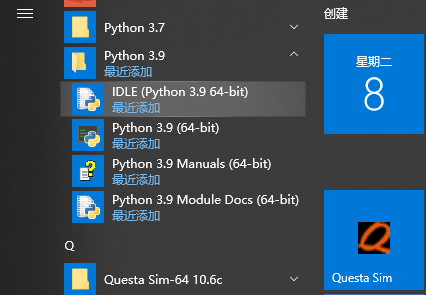 创建
Python 3.7
Python 3.9
最近添加
星期二
8
IDLE (Python 3.9 64-bit)
最近添加
Python 3.9 (64-bit)
最近添加
Python 3.9 Manuals (64-bit)
最近添加
Python 3.9 Module Docs (64-bit)
最近添加
Q
Questa Sim-64 10.6c
Questa Sim